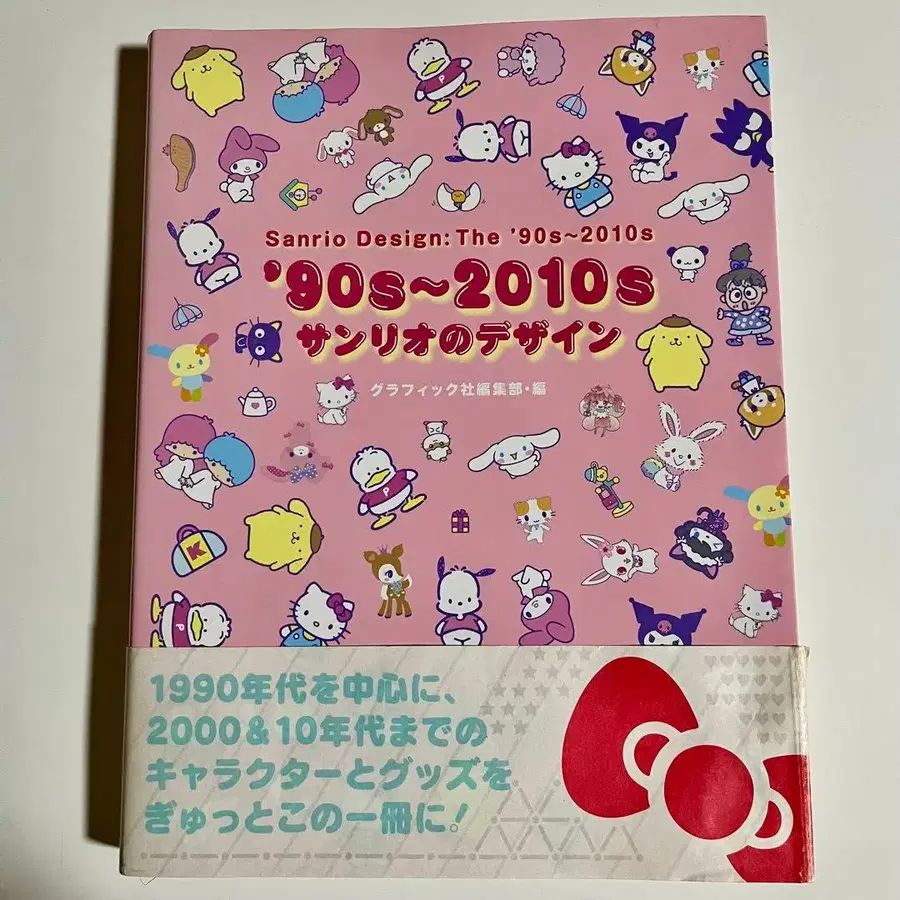 Sanrio Design: The '90s~2010s
'90s~2010s
サンリオのデザイン
グラフィック社編集部・編
P
P
K
P
1990年代を中心に、
2000&10年代までの
キャラクターとグッズを
ぎゅっとこの一冊に!